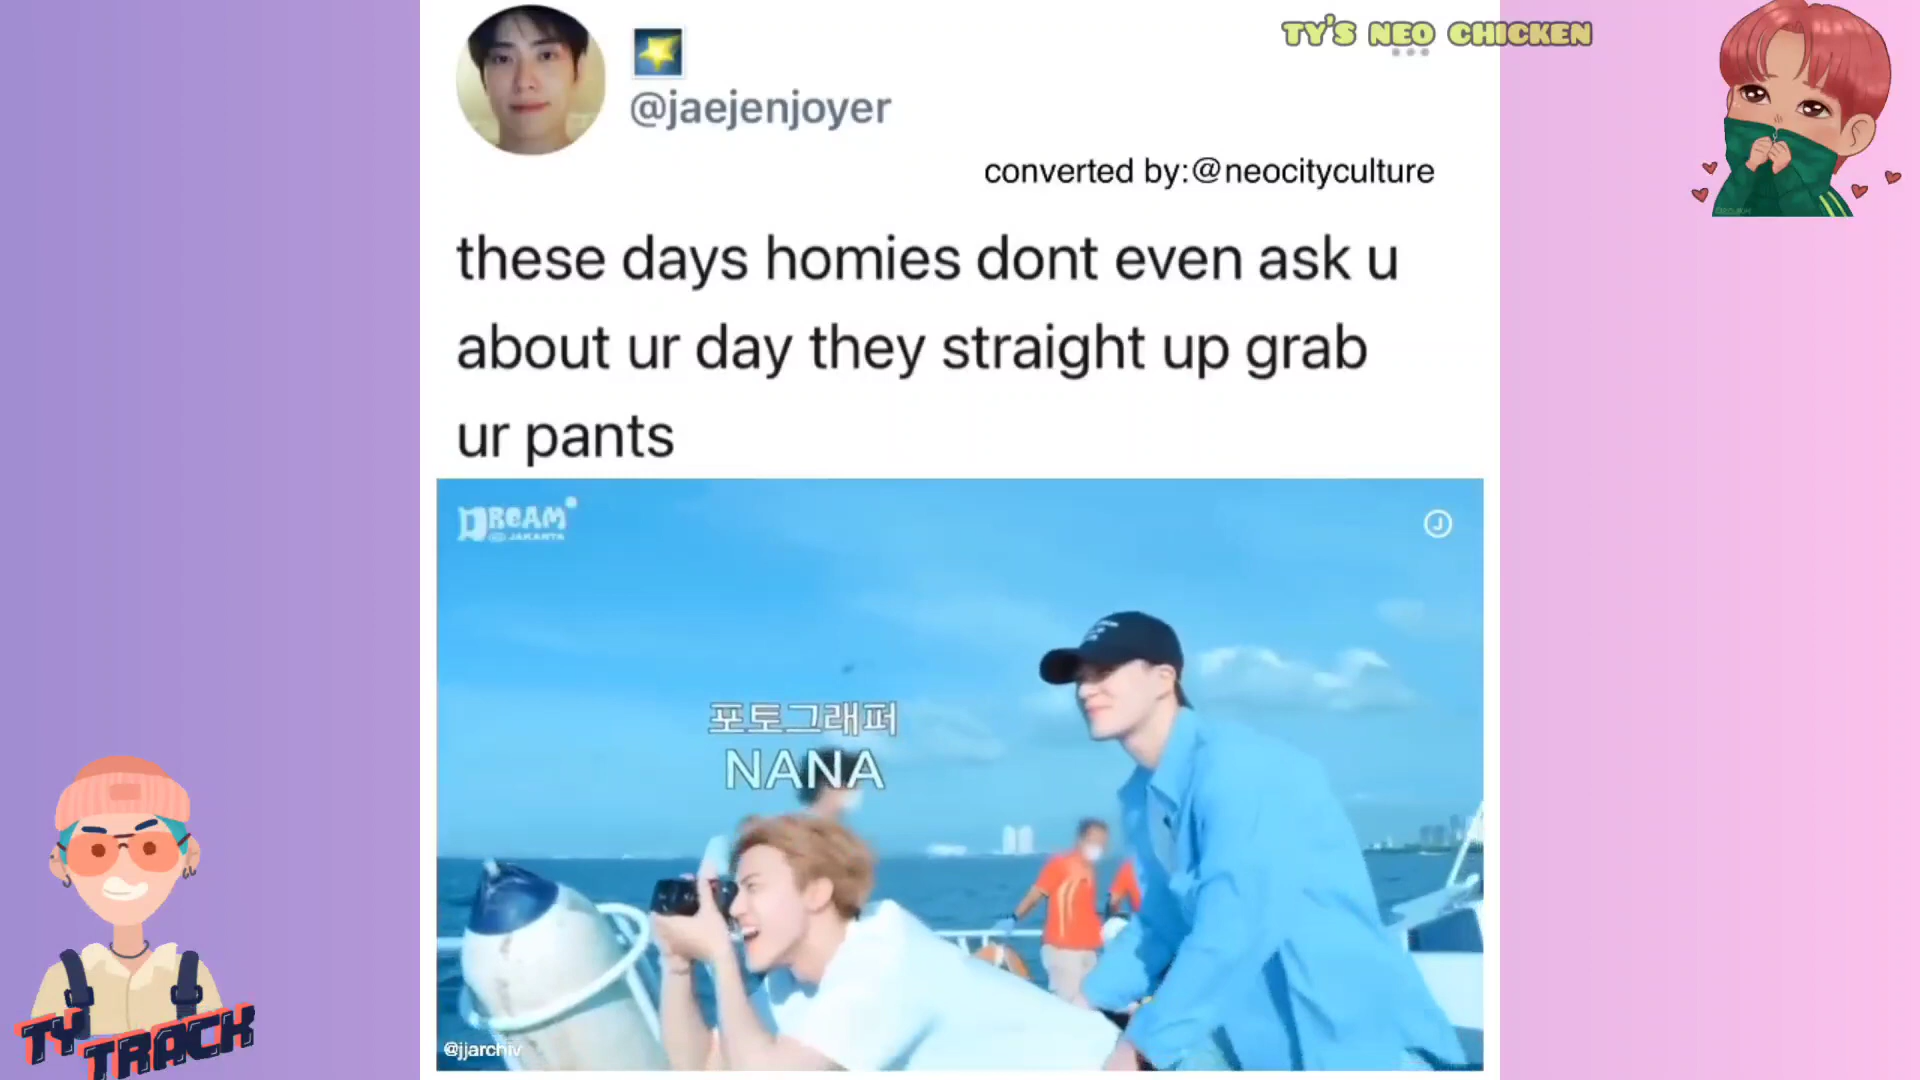 TY'S NEO CHICKEN
@jaejenjoyer
converted by:@neocityculture
these days homies dont even ask u
about ur day they straight up grab
ur pants
DREAM
JAKARTA
J
포토그래퍼
NANA
@jjarchiv
TY
TRACK